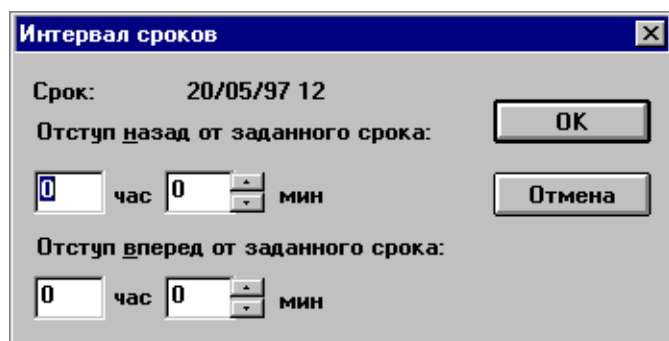 Интервал сроков
Срок: 20/05/97 12
Отступ назад от заданного срока:
OK
0 час 0 мин
Отмена
Отступ вперед от заданного срока:
0 час 0 мин